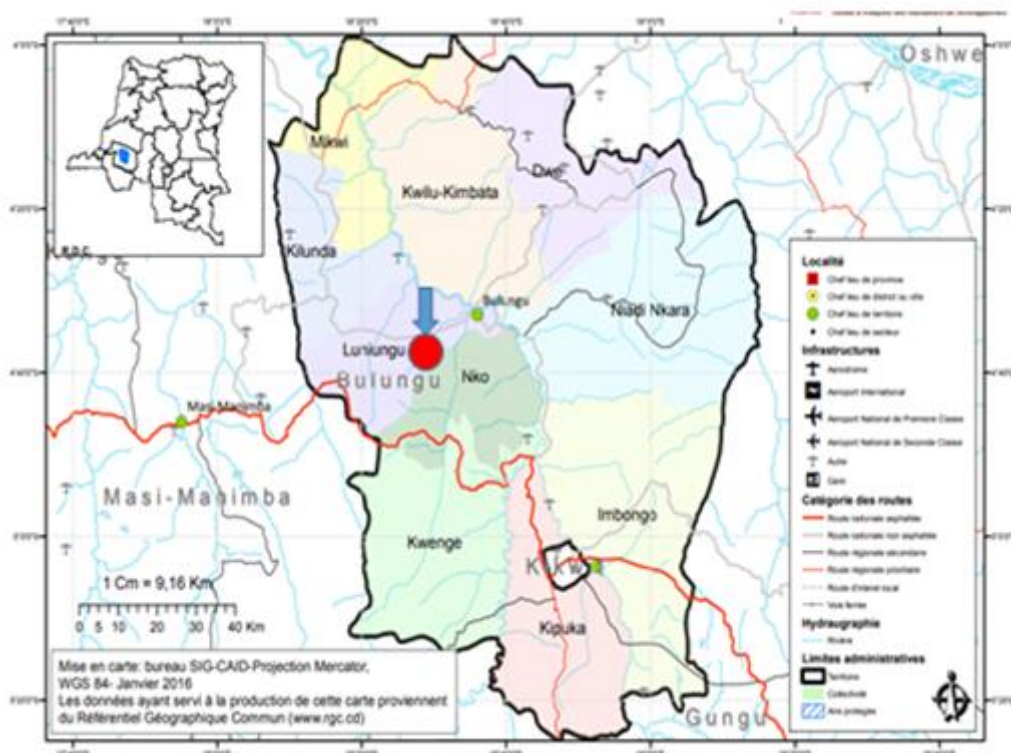 Oshwe
Mikwi
Dwe
Kwilu-Kimbata
Kilunda
Bulungu
Niadi Nkara
Luniungu
Bulungu
Nko
Masi-Manimba
Masi-Manimba
Imbongo
Kwenge
Kipuka
Gungu
1 Cm = 9,16 Km
0 5 10 20 30 40 Km
Mise en carte: bureau SIG-CAID-Projection Mercator,
WGS 84- Janvier 2016
Les données ayant servi à la production de cette carte proviennent
du Référentiel Géographique Commun (www.rgc.cd)
Localité
Chef lieu de province
Chef lieu de district ou ville
Chef lieu de territoire
Chef lieu de secteur
Infrastructures
Aérodrome
Aéroport International
Aéroport National de Première Classe
Aéroport National de Seconde Classe
Autre
Gare
Catégorie des routes
Route nationale asphaltée
Route nationale non asphaltée
Route régionale secondaire
Route régionale prioritaire
Route d'intérêt local
Voie ferrée
Hydraugraphie
Rivière
Limites administratives
Territoire
Collectivité
Aire protégée